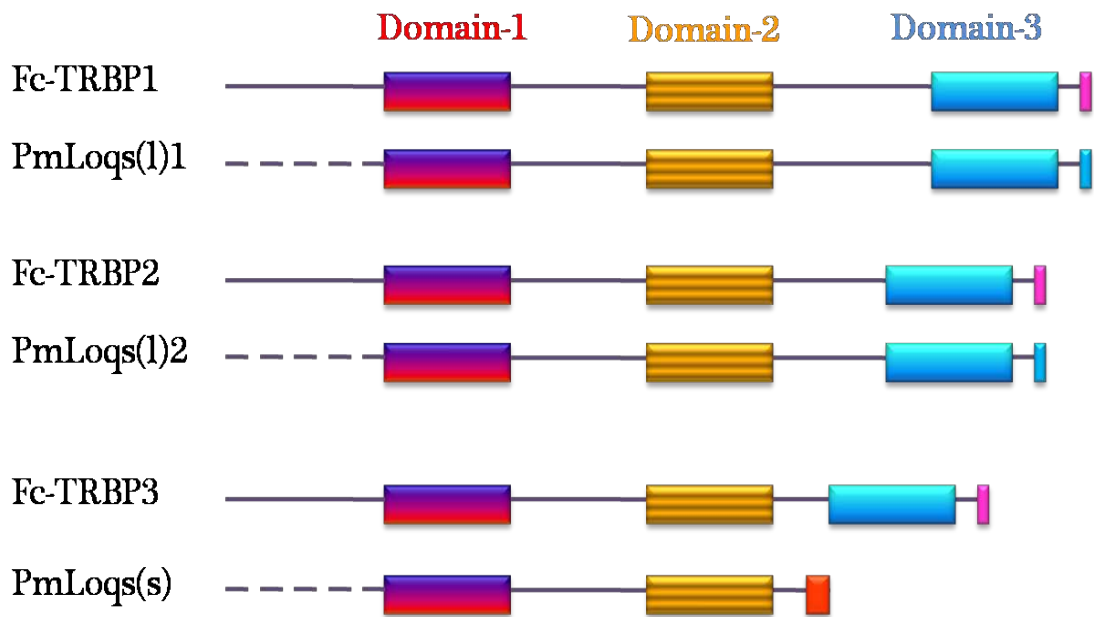 Domain-1 Domain-2 Domain-3
Fc-TRBP1
PmLoqs(l)1
Fc-TRBP2
PmLoqs(l)2
Fc-TRBP3
PmLoqs(s)